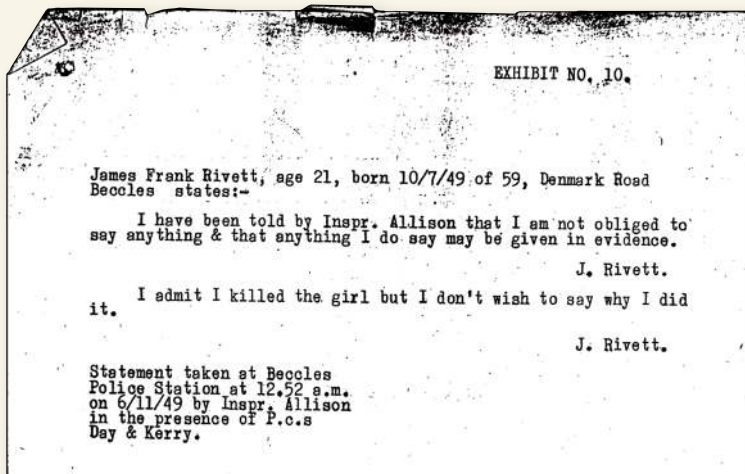 EXHIBIT NO. 10.
James Frank Rivett, age 21, born 10/7/49 of 59, Denmark Road
Beccles states:-
I have been told by Inspr. Allison that I am not obliged to
say anything & that anything I do say may be given in evidence.
J. Rivett.
I admit I killed the girl but I don't wish to say why I did
it.
J. Rivett.
Statement taken at Beccles
Police Station at 12.52 a.m.
on 6/11/49 by Inspr. Allison
in the presence of P.c.s
Day & Kerry.